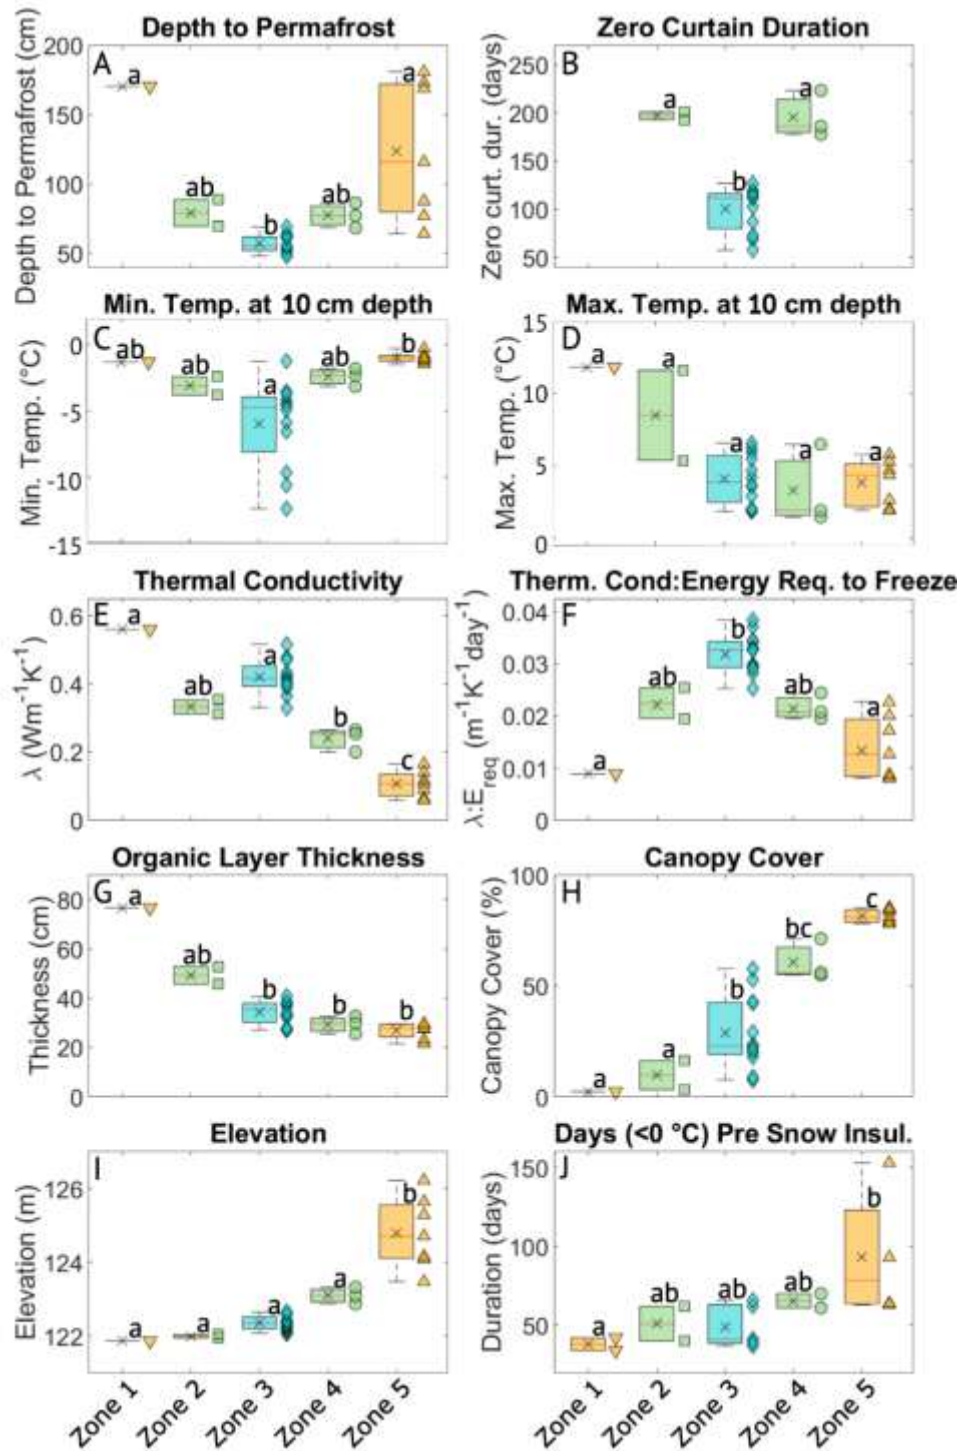 Depth to Permafrost
Zero Curtain Duration
Depth to Permafrost (cm)
200
150
100
50
A
a
ab
b
ab
a
Zero curt. dur. (days)
250
200
150
100
50
B
a
b
a
Min. Temp. at 10 cm depth
Max. Temp. at 10 cm depth
Min. Temp. (°C)
0
-5
-10
-15
C
ab
ab
a
ab
b
Max. Temp. (°C)
15
10
5
0
D
a
a
a
a
a
Thermal Conductivity
Therm. Cond:Energy Req. to Freeze
λ (Wm⁻¹K⁻¹)
0.6
0.4
0.2
0
E
a
ab
a
b
c
λ:E_req (m⁻¹K⁻¹day⁻¹)
0.04
0.03
0.02
0.01
0
F
a
ab
b
ab
a
Organic Layer Thickness
Canopy Cover
Thickness (cm)
80
60
40
20
0
G
a
ab
b
b
b
Canopy Cover (%)
100
50
0
H
a
a
b
bc
c
Elevation
Days (<0 °C) Pre Snow Insul.
Elevation (m)
126
124
122
I
a
a
a
a
b
Duration (days)
150
100
50
J
a
ab
ab
ab
b
Zone 1
Zone 2
Zone 3
Zone 4
Zone 5
Zone 1
Zone 2
Zone 3
Zone 4
Zone 5